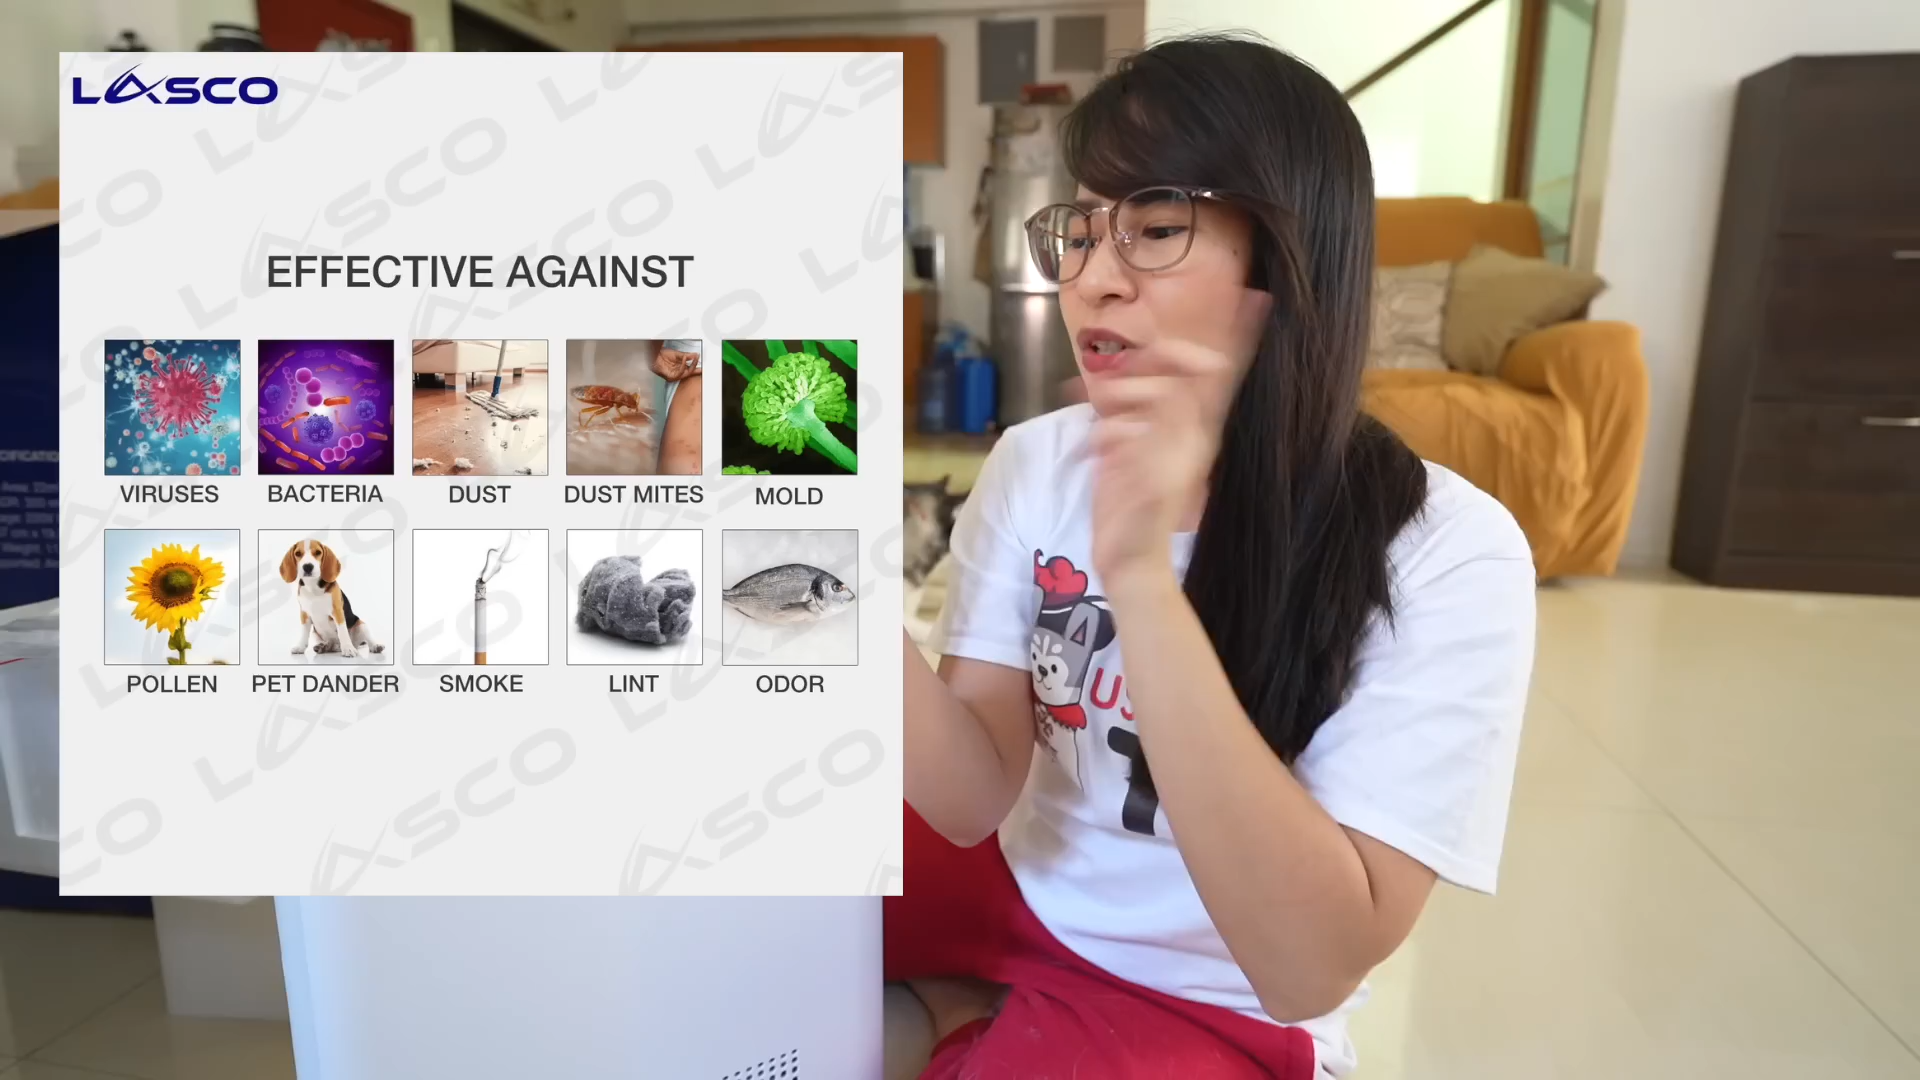 LASCO
EFFECTIVE AGAINST
VIRUSES
BACTERIA
DUST
DUST MITES
MOLD
POLLEN
PET DANDER
SMOKE
LINT
ODOR